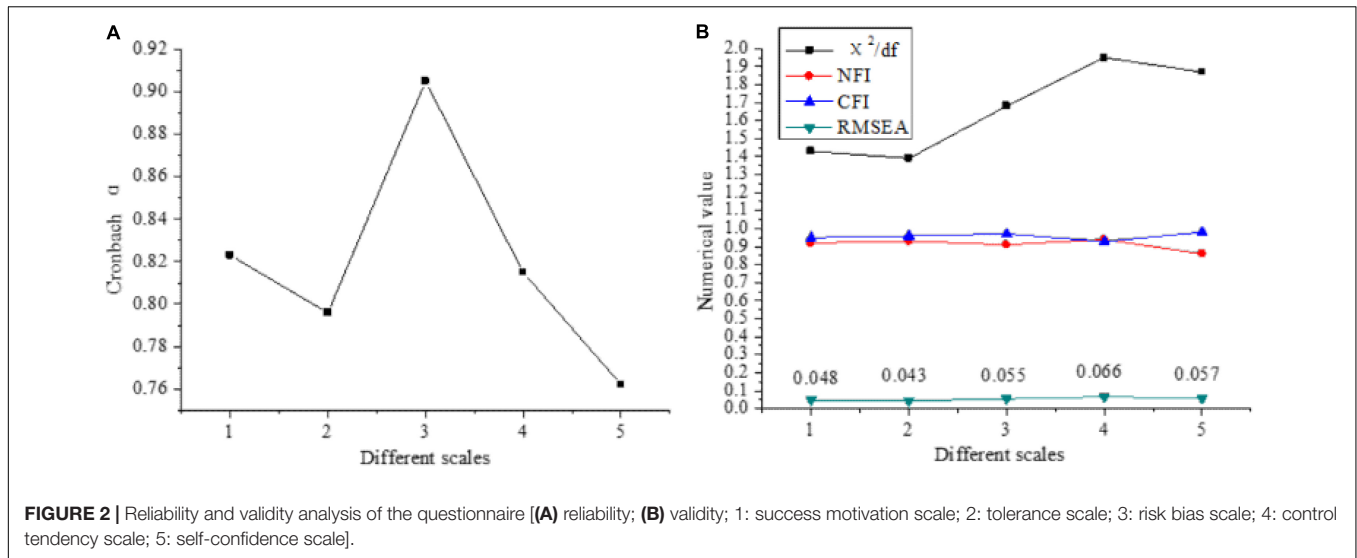 A
0.92
0.90
0.88
0.86
0.84
0.82
0.80
0.78
0.76
Cronbach α
1 2 3 4 5
Different scales
B
X ²/df
NFI
CFI
RMSEA
2.0
1.9
1.8
1.7
1.6
1.5
1.4
1.3
1.2
1.1
1.0
0.9
0.8
0.7
0.6
0.5
0.4
0.3
0.2
0.1
0.0
Numerical value
0.048 0.043 0.055 0.066 0.057
1 2 3 4 5
Different scales
FIGURE 2 | Reliability and validity analysis of the questionnaire [(A) reliability; (B) validity; 1: success motivation scale; 2: tolerance scale; 3: risk bias scale; 4: control
tendency scale; 5: self-confidence scale].